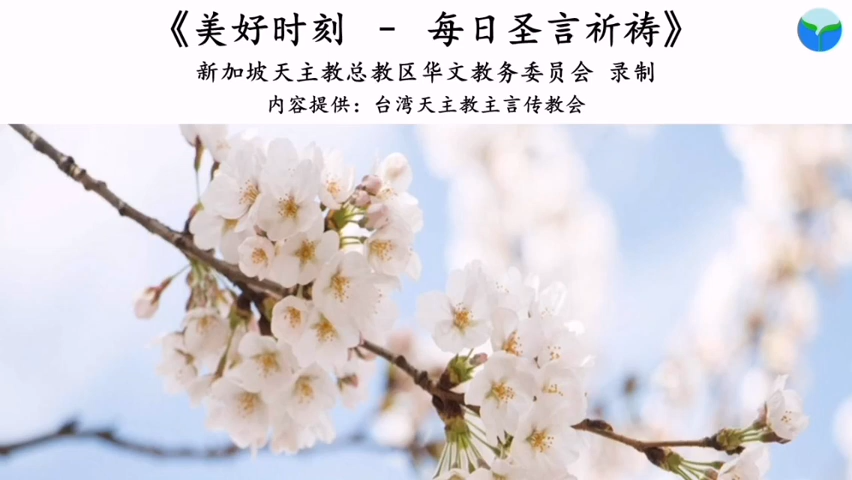 《美好时刻 - 每日圣言祈祷》
新加坡天主教总教区华文教务委员会 录制
内容提供：台湾天主教主言传教会